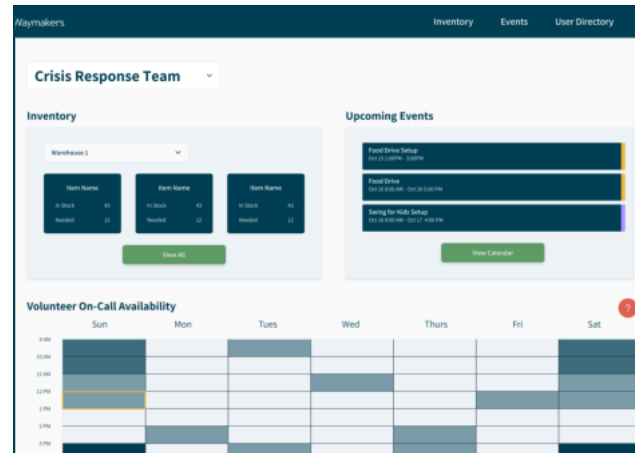 Waymakers
Inventory Events User Directory
Crisis Response Team
Inventory
Upcoming Events
Warehouse 1
Food Drive Setup
Oct 15 1:00PM - 3:00PM
Item Name
In Stock 43
Needed 12
Item Name
In Stock 43
Needed 12
Item Name
In Stock 43
Needed 12
Food Drive
Oct 16 8:00 AM - Oct 20 5:00 PM
Swing for Kids Setup
Oct 16 9:00 AM - Oct 17 4:00 PM
View All
View Calendar
Volunteer On-Call Availability
?
Sun Mon Tues Wed Thurs Fri Sat
9 AM
10 AM
11 AM
12 PM
1 PM
2 PM
3 PM